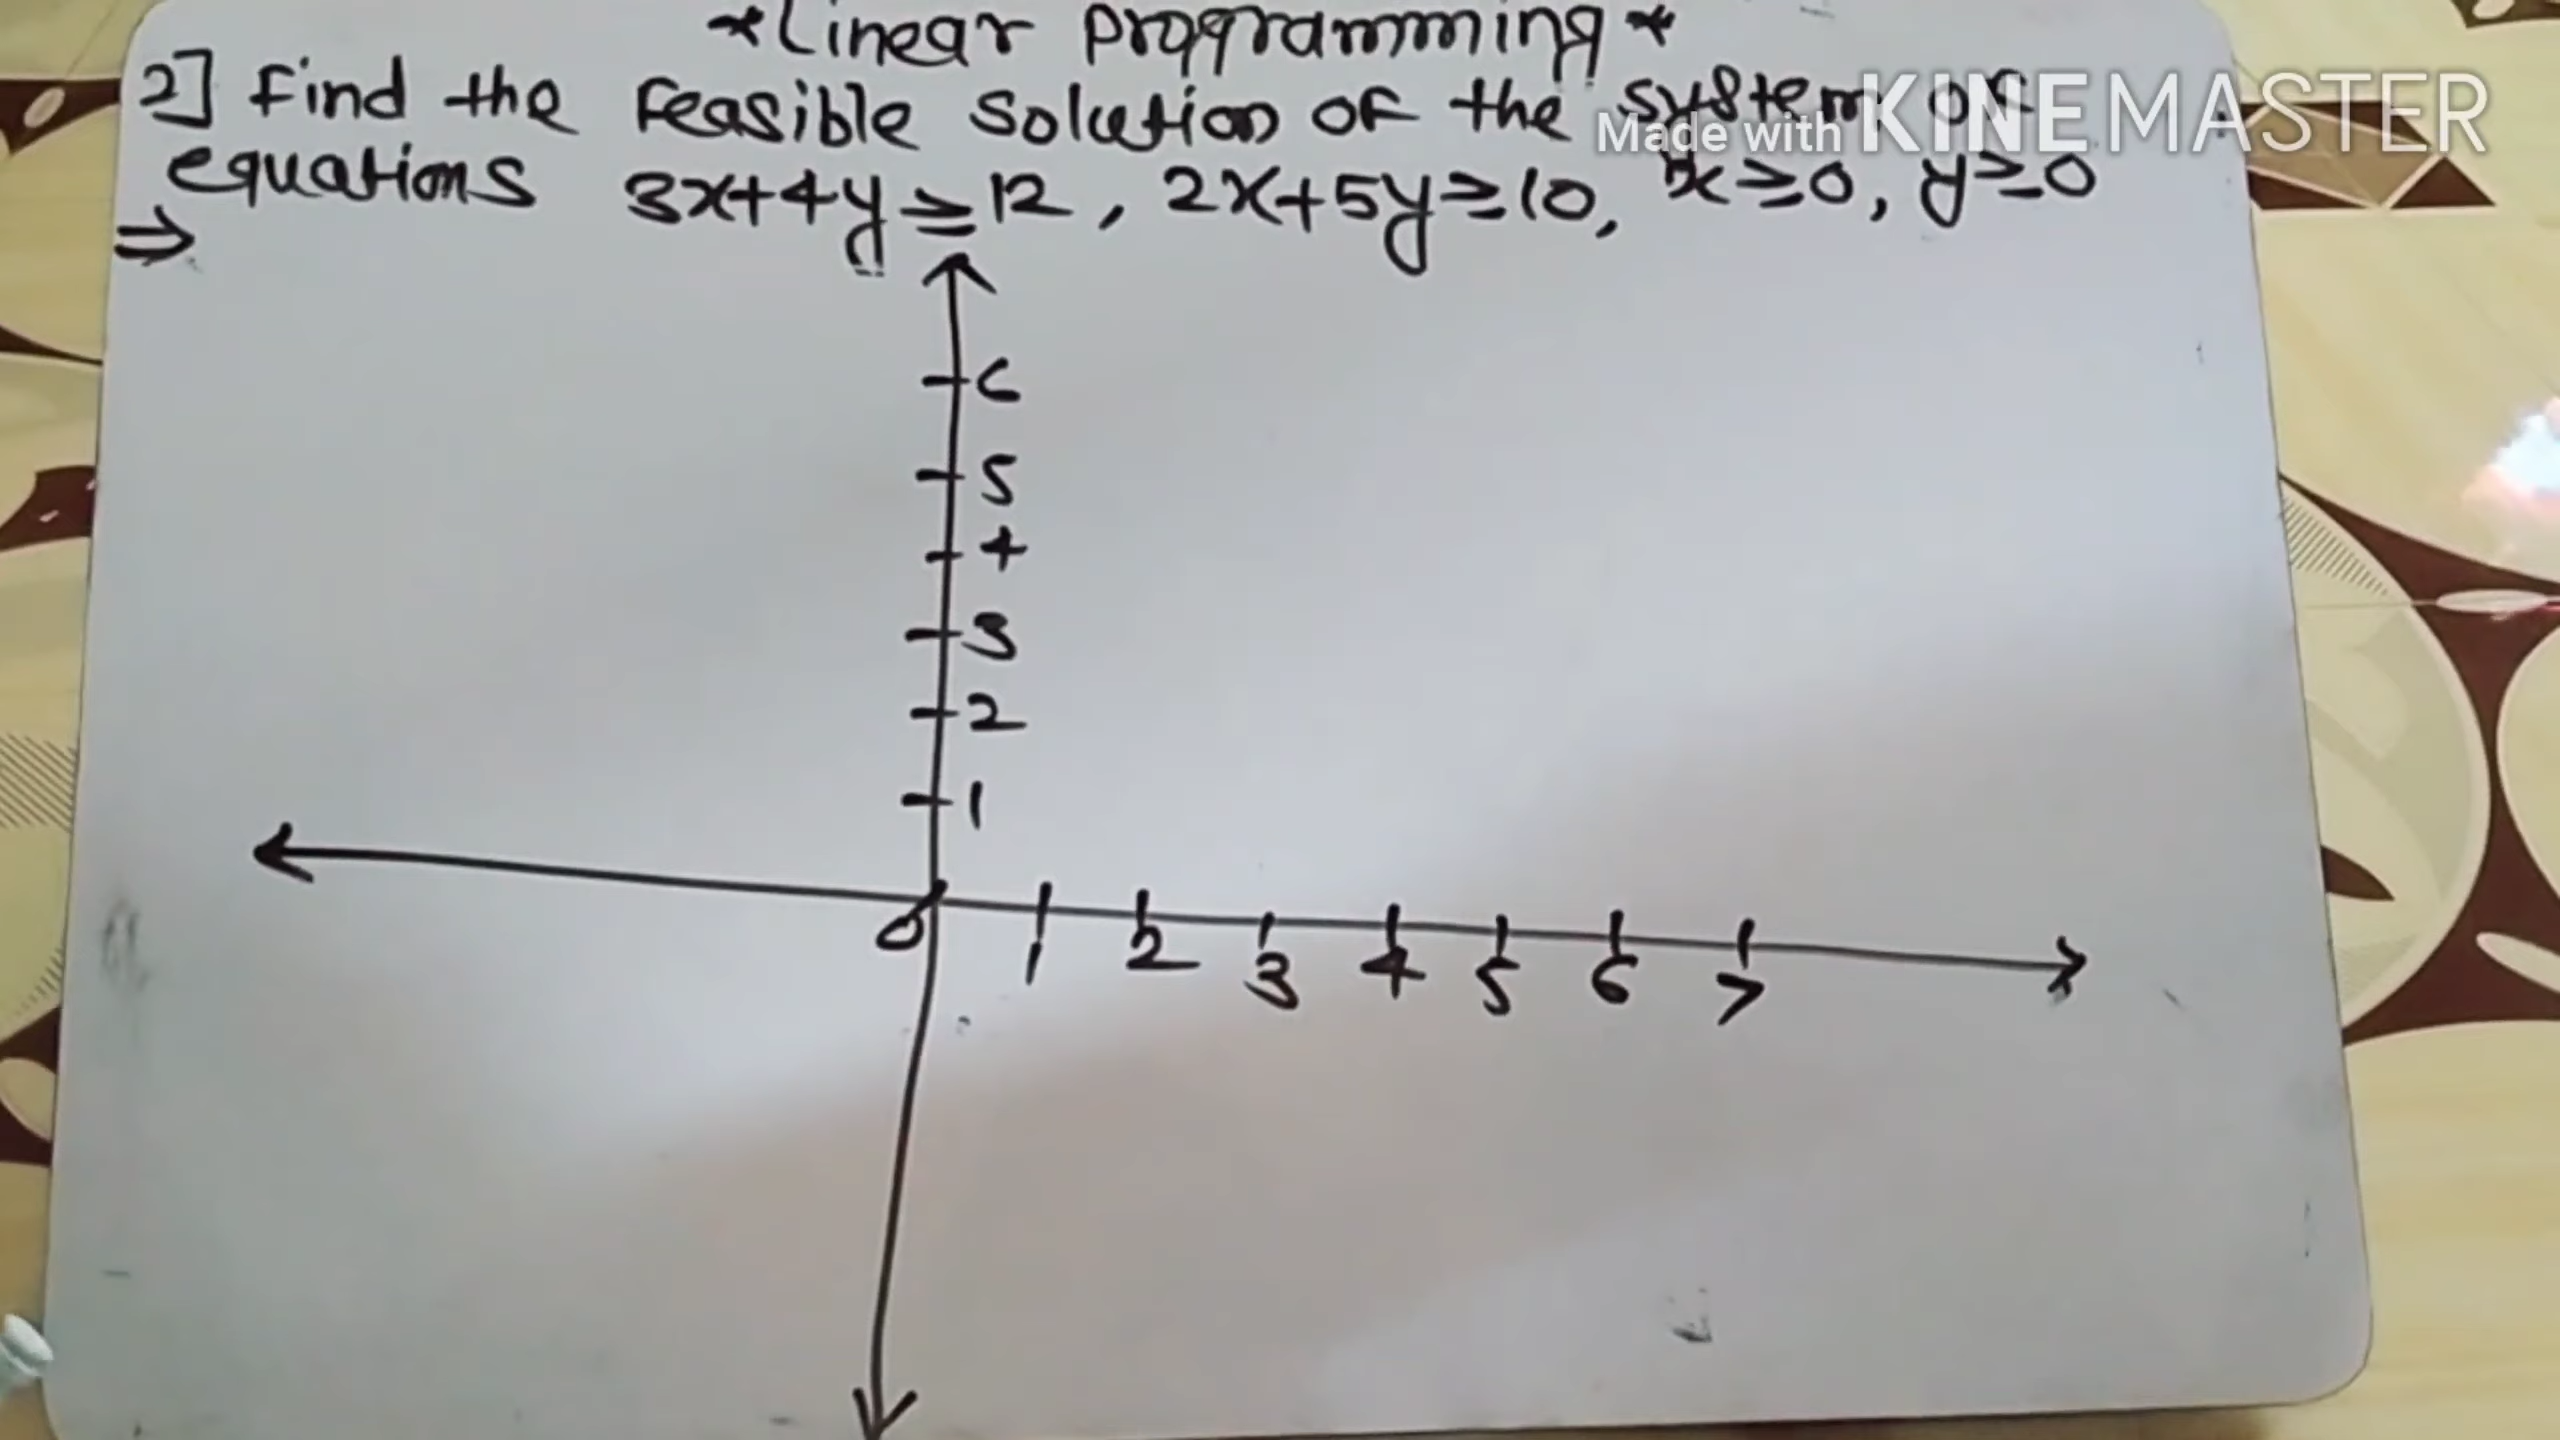 *Linear programming*
2] Find the feasible solution of the system of
equations 3x+4y≥12, 2x+5y≥10, x≥0, y≥0
⇒
Made with KINEMASTER
6
5
4
3
2
1
0 1 2 3 4 5 6 7